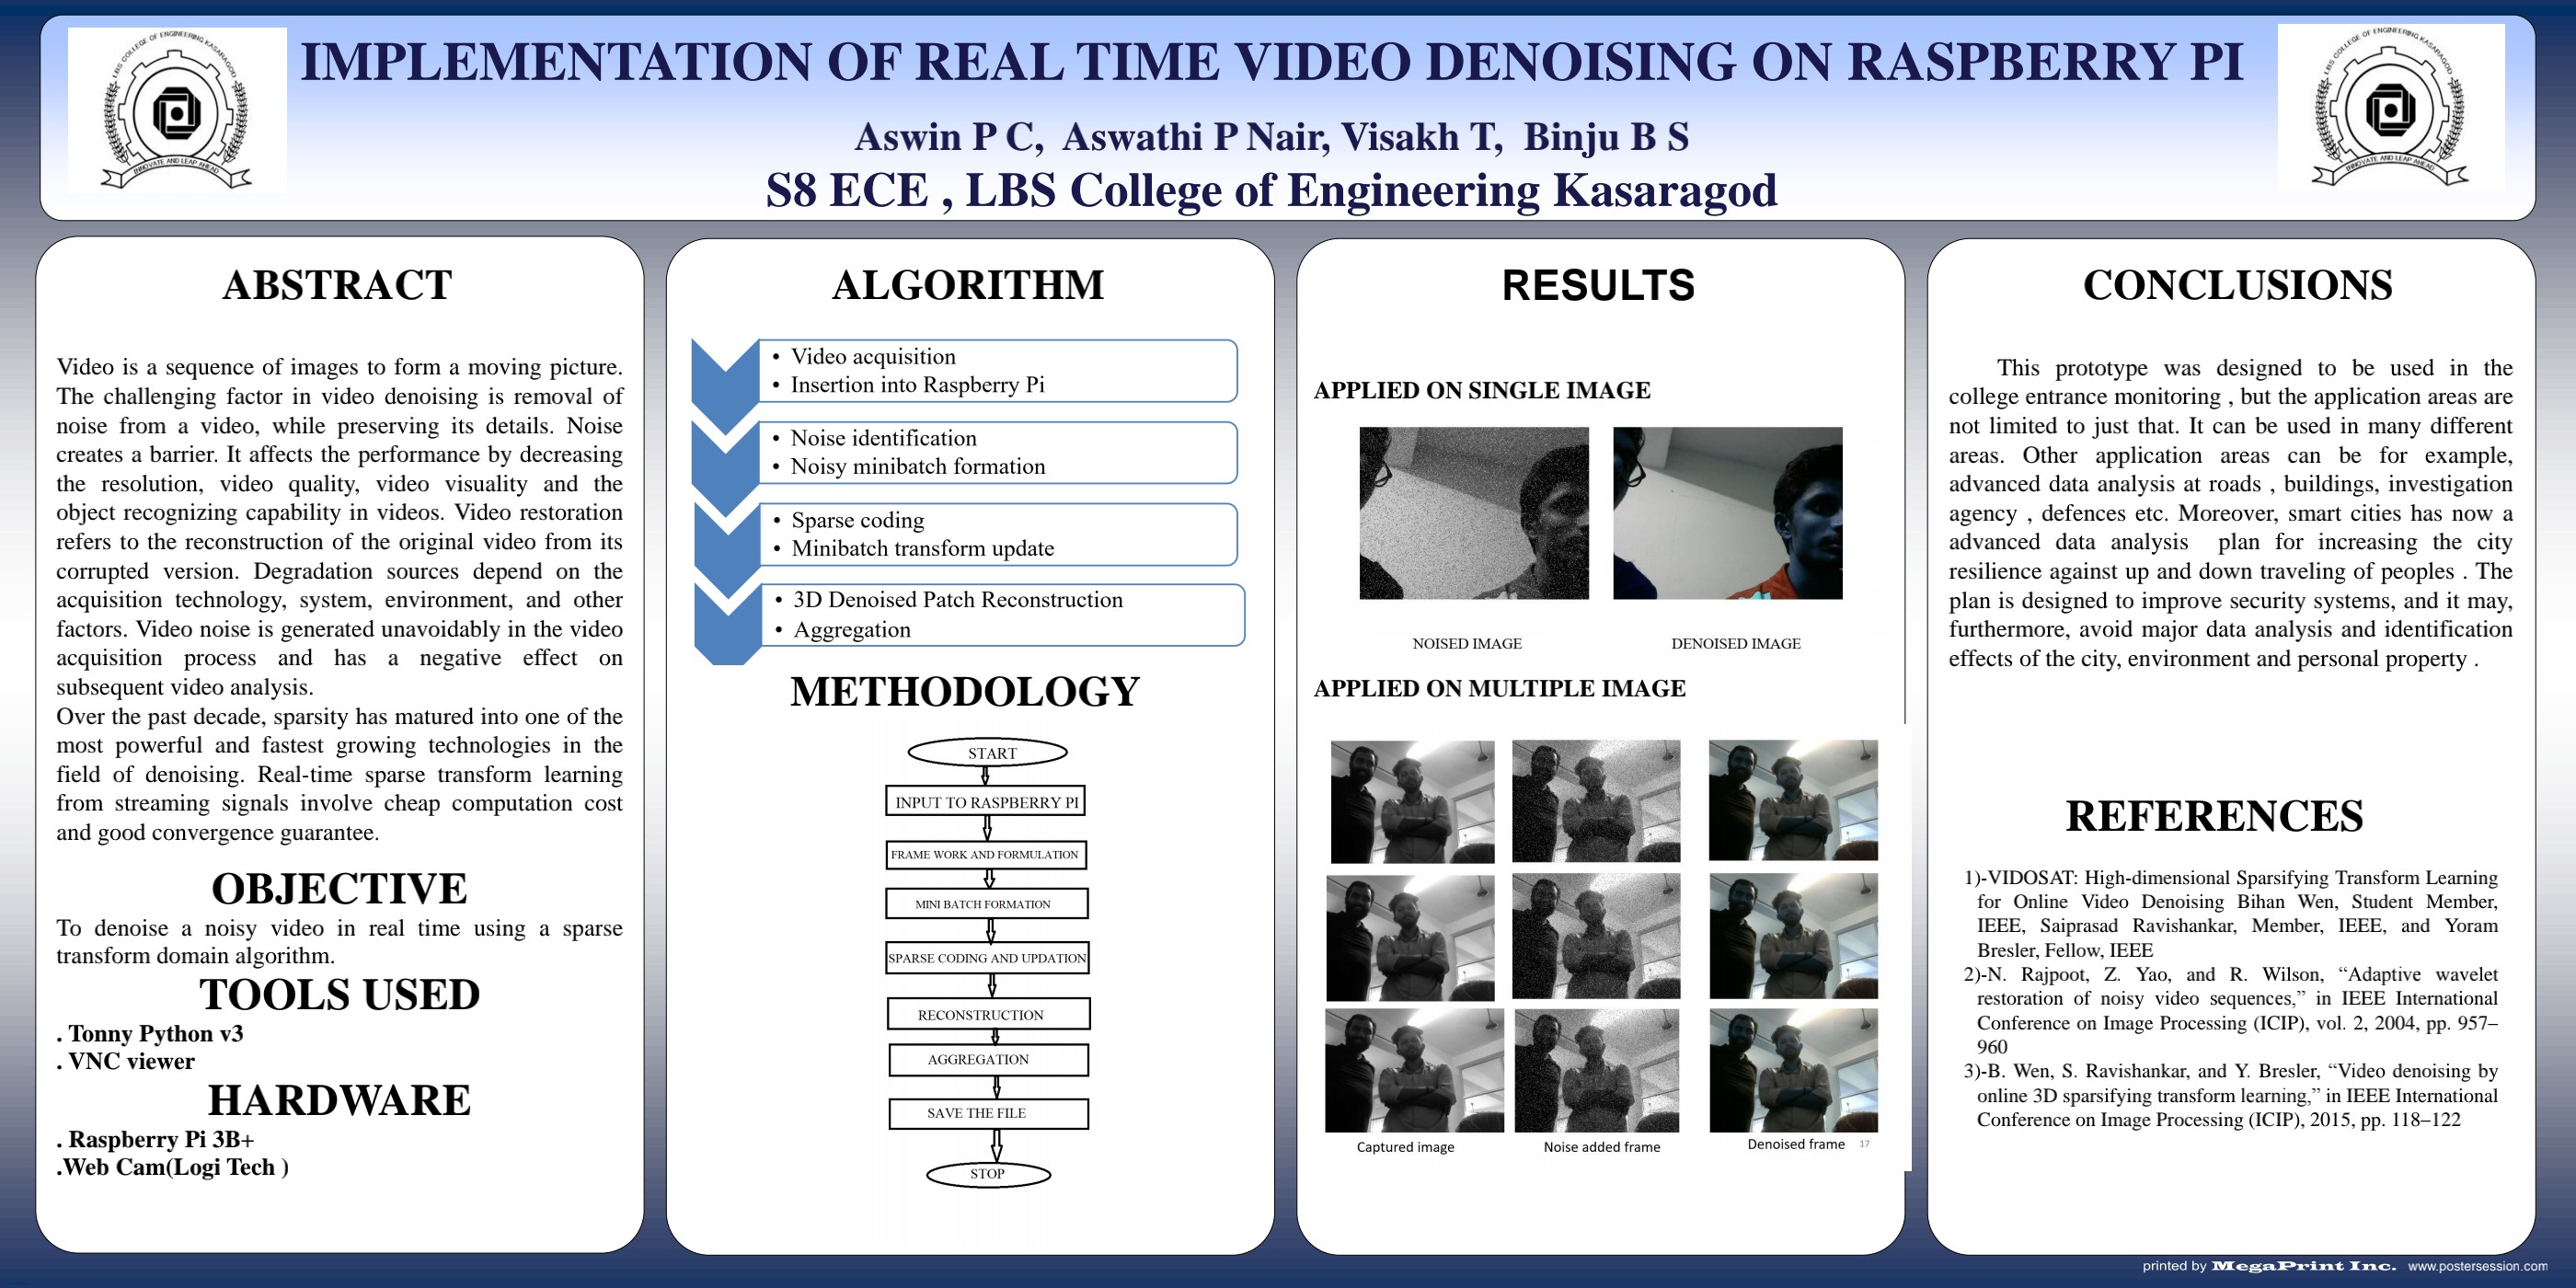 LBS COLLEGE OF ENGINEERING KASARAGOD
INNOVATE AND LEAP AHEAD
IMPLEMENTATION OF REAL TIME VIDEO DENOISING ON RASPBERRY PI
Aswin P C, Aswathi P Nair, Visakh T, Binju B S
S8 ECE , LBS College of Engineering Kasaragod
LBS COLLEGE OF ENGINEERING KASARAGOD
INNOVATE AND LEAP AHEAD
ABSTRACT
Video is a sequence of images to form a moving picture.
The challenging factor in video denoising is removal of
noise from a video, while preserving its details. Noise
creates a barrier. It affects the performance by decreasing
the resolution, video quality, video visuality and the
object recognizing capability in videos. Video restoration
refers to the reconstruction of the original video from its
corrupted version. Degradation sources depend on the
acquisition technology, system, environment, and other
factors. Video noise is generated unavoidably in the video
acquisition process and has a negative effect on
subsequent video analysis.
Over the past decade, sparsity has matured into one of the
most powerful and fastest growing technologies in the
field of denoising. Real-time sparse transform learning
from streaming signals involve cheap computation cost
and good convergence guarantee.
OBJECTIVE
To denoise a noisy video in real time using a sparse
transform domain algorithm.
TOOLS USED
. Tonny Python v3
. VNC viewer
HARDWARE
. Raspberry Pi 3B+
.Web Cam(Logi Tech )
ALGORITHM
• Video acquisition
• Insertion into Raspberry Pi
• Noise identification
• Noisy minibatch formation
• Sparse coding
• Minibatch transform update
• 3D Denoised Patch Reconstruction
• Aggregation
METHODOLOGY
START
INPUT TO RASPBERRY PI
FRAME WORK AND FORMULATION
MINI BATCH FORMATION
SPARSE CODING AND UPDATION
RECONSTRUCTION
AGGREGATION
SAVE THE FILE
STOP
RESULTS
APPLIED ON SINGLE IMAGE
NOISED IMAGE
DENOISED IMAGE
APPLIED ON MULTIPLE IMAGE
Captured image
Noise added frame
Denoised frame
17
CONCLUSIONS
This prototype was designed to be used in the
college entrance monitoring , but the application areas are
not limited to just that. It can be used in many different
areas. Other application areas can be for example,
advanced data analysis at roads , buildings, investigation
agency , defences etc. Moreover, smart cities has now a
advanced data analysis plan for increasing the city
resilience against up and down traveling of peoples . The
plan is designed to improve security systems, and it may,
furthermore, avoid major data analysis and identification
effects of the city, environment and personal property .
REFERENCES
1)-VIDOSAT: High-dimensional Sparsifying Transform Learning
for Online Video Denoising Bihan Wen, Student Member,
IEEE, Saiprasad Ravishankar, Member, IEEE, and Yoram
Bresler, Fellow, IEEE
2)-N. Rajpoot, Z. Yao, and R. Wilson, “Adaptive wavelet
restoration of noisy video sequences,” in IEEE International
Conference on Image Processing (ICIP), vol. 2, 2004, pp. 957–
960
3)-B. Wen, S. Ravishankar, and Y. Bresler, “Video denoising by
online 3D sparsifying transform learning,” in IEEE International
Conference on Image Processing (ICIP), 2015, pp. 118–122
printed by MegaPrint Inc. www.postersession.com